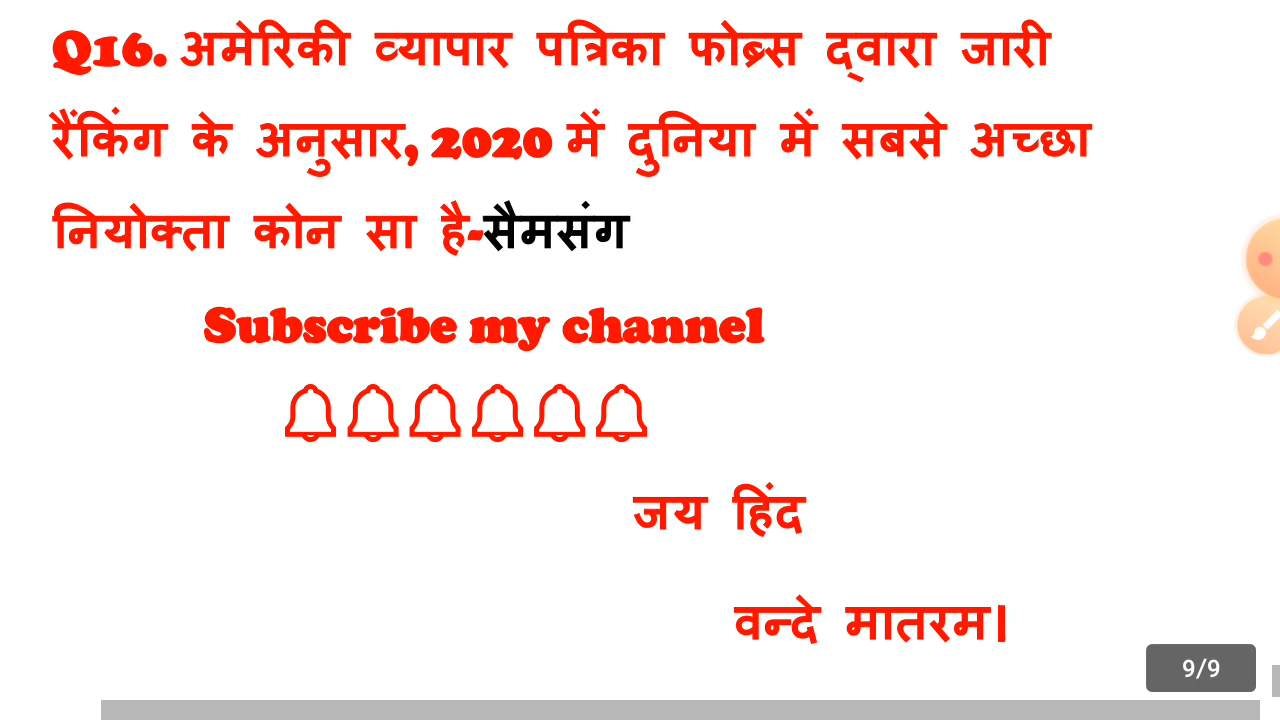 Q16. अमेरिकी व्यापार पत्रिका फोब्र्स द्वारा जारी
रैंकिंग के अनुसार, 2020 में दुनिया में सबसे अच्छा
नियोक्ता कोन सा है-सैमसंग
Subscribe my channel
जय हिंद
वन्दे मातरम।
9/9